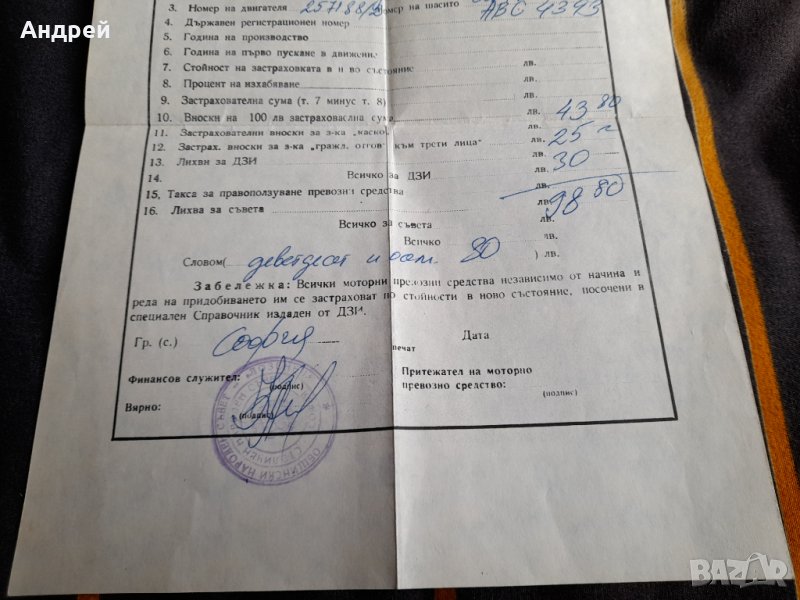 Андрей
3. Номер на двигателя 257188/ Номер на шасито АВС 4393
4. Държавен регистрационен номер
5. Година на производство
6. Година на първо пускане в движение
7. Стойност на застраховката в ново състояние лв.
8. Процент на изхабяване
9. Застрахователна сума (т. 7 минус т. 8) лв.
10. Вноски на 100 лв застрахователна сума лв. 43 80
11. Застрахователни вноски за з-ка „каско„ лв.
12. Застрах. вноски за з-ка „гражд. отгов към трети лица" лв. 25
13. Лихви за ДЗИ лв. 30
14. Всичко за ДЗИ лв.
15. Такса за правоползуване превозни средства лв. 98 80
16. Лихва за съвета
Всичко за съвета лв.
Всичко лв.
Словом( деветдесет и осем. 80 ) лв.
Забележка: Всички моторни превозни средства независимо от начина и
реда на придобиването им се застраховат по стойности в ново състояние, посочени в
специален Справочник издаден от ДЗИ.
Гр. (с.) София Дата
печат
Финансов служител: Притежател на моторно
(подпис) превозно средство:
Вярно: (подпис)
(подпис)
ОБЩИНСКИ НАРОДЕН СЪВЕТ
BAZAR